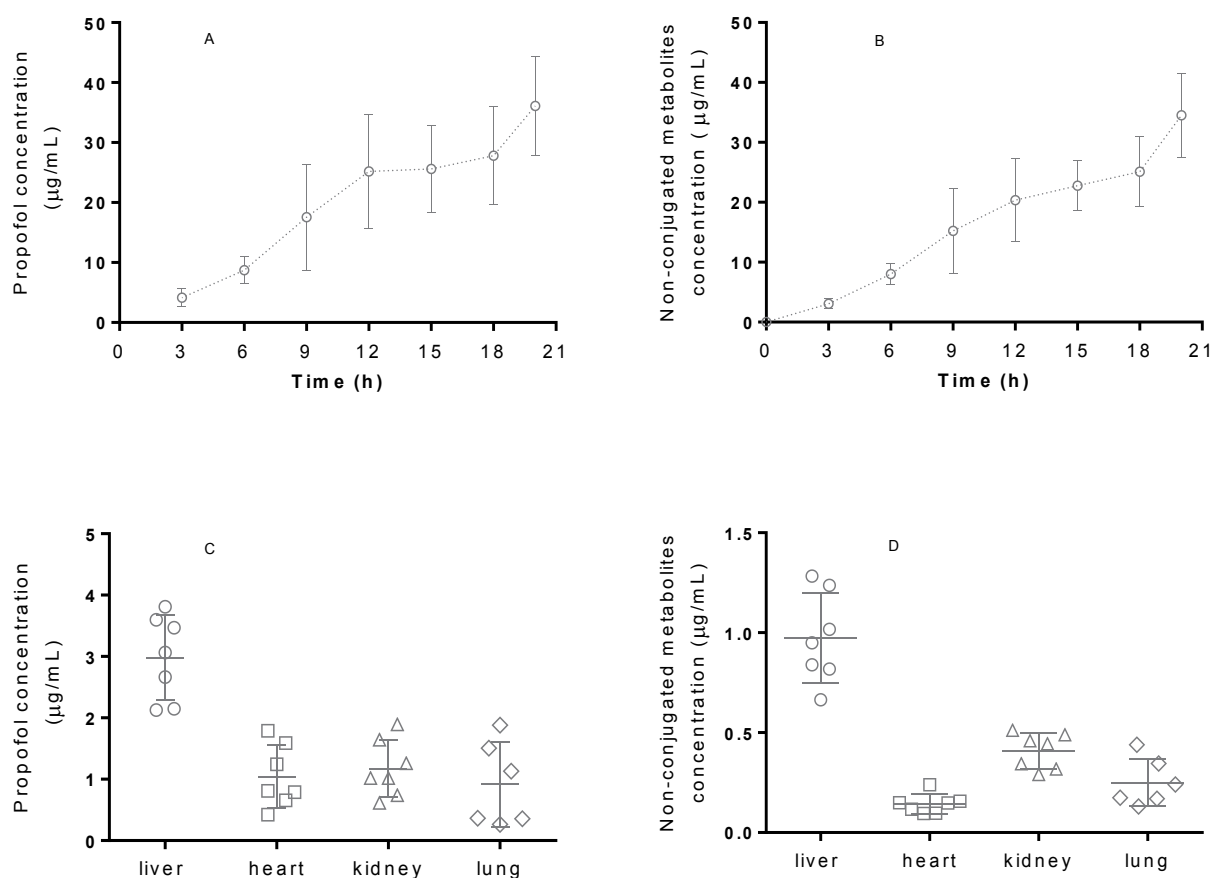 A
Propofol concentration
(µg/mL)
50
40
30
20
10
0
0 3 6 9 12 15 18 21
Time (h)
B
Non-conjugated metabolites
concentration ( µg/mL)
50
40
30
20
10
0
0 3 6 9 12 15 18 21
Time (h)
C
Propofol concentration
(µg/mL)
5
4
3
2
1
0
liver heart kidney lung
D
Non-conjugated metabolites
concentration (µg/mL)
1.5
1.0
0.5
0.0
liver heart kidney lung